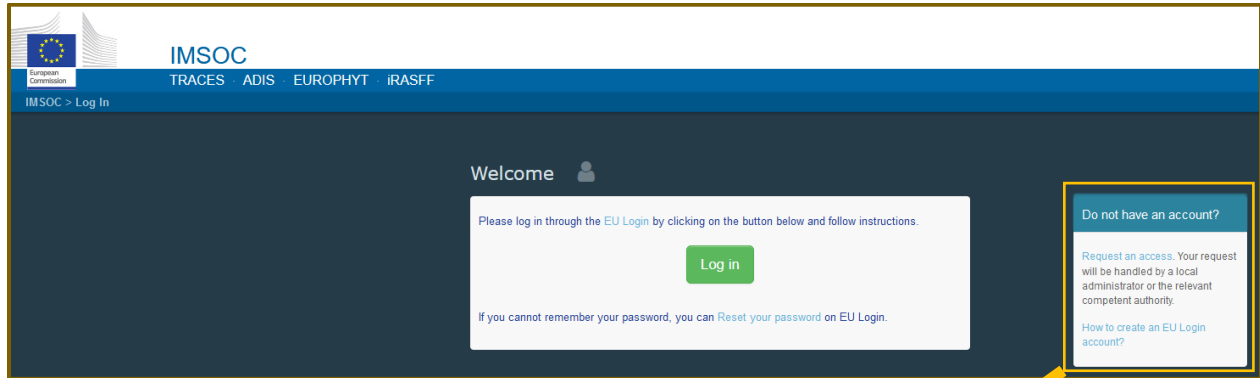 IMSOC
European
Commission
TRACES · ADIS · EUROPHYT · iRASFF
IMSOC > Log In
Welcome
Please log in through the EU Login by clicking on the button below and follow instructions.
Log in
If you cannot remember your password, you can Reset your password on EU Login.
Do not have an account?
Request an access. Your request
will be handled by a local
administrator or the relevant
competent authority.
How to create an EU Login
account?